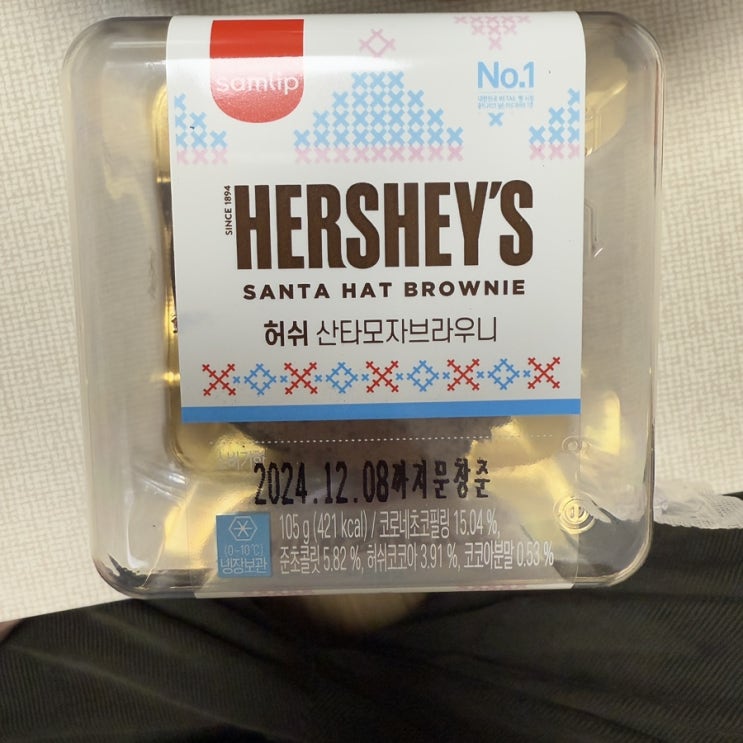 samlip
No.1
SINCE 1894
HERSHEY'S
SANTA HAT BROWNIE
허쉬 산타모자브라우니
2024.12.08까지문창준
105 g (421 kcal) / 코로네초코필링 15.04 %,
(0~10℃)
냉장보관
준초콜릿 5.82 %, 허쉬코코아 3.91 %, 코코아분말 0.53 %